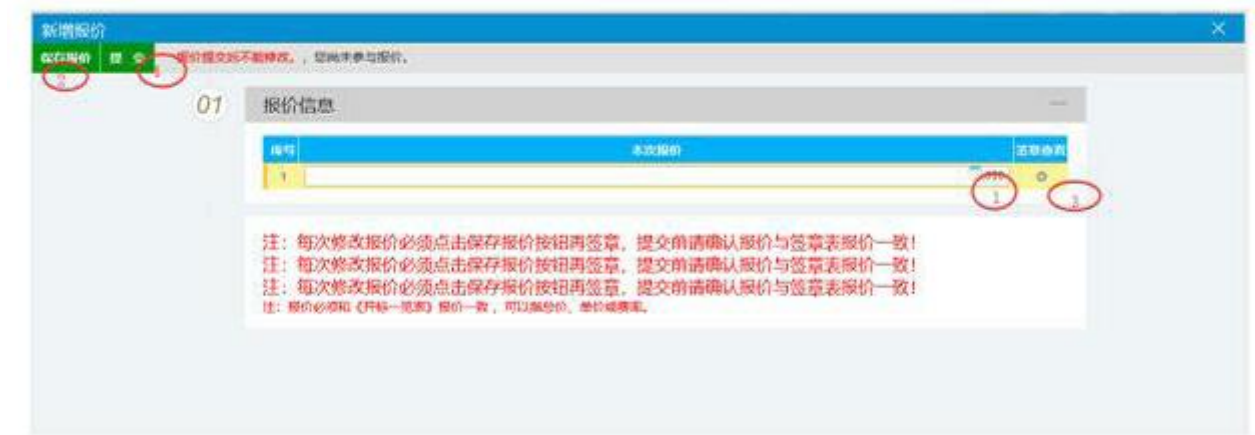 新增报价
保存报价 提 交 报价提交后不能修改。，您尚未参与报价。
2 4
01 报价信息
序号 本次报价 签章查看
1
1 3
注：每次修改报价必须点击保存报价按钮再签章，提交前请确认报价与签章表报价一致！
注：每次修改报价必须点击保存报价按钮再签章，提交前请确认报价与签章表报价一致！
注：每次修改报价必须点击保存报价按钮再签章，提交前请确认报价与签章表报价一致！
注：报价必须和《开标一览表》报价一致，可以是总价、单价或费率。